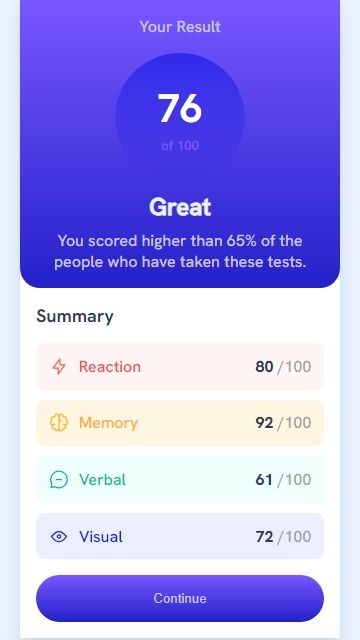 Your Result
76
of 100
Great
You scored higher than 65% of the
people who have taken these tests.
Summary
Reaction 80 /100
Memory 92 /100
Verbal 61 /100
Visual 72 /100
Continue